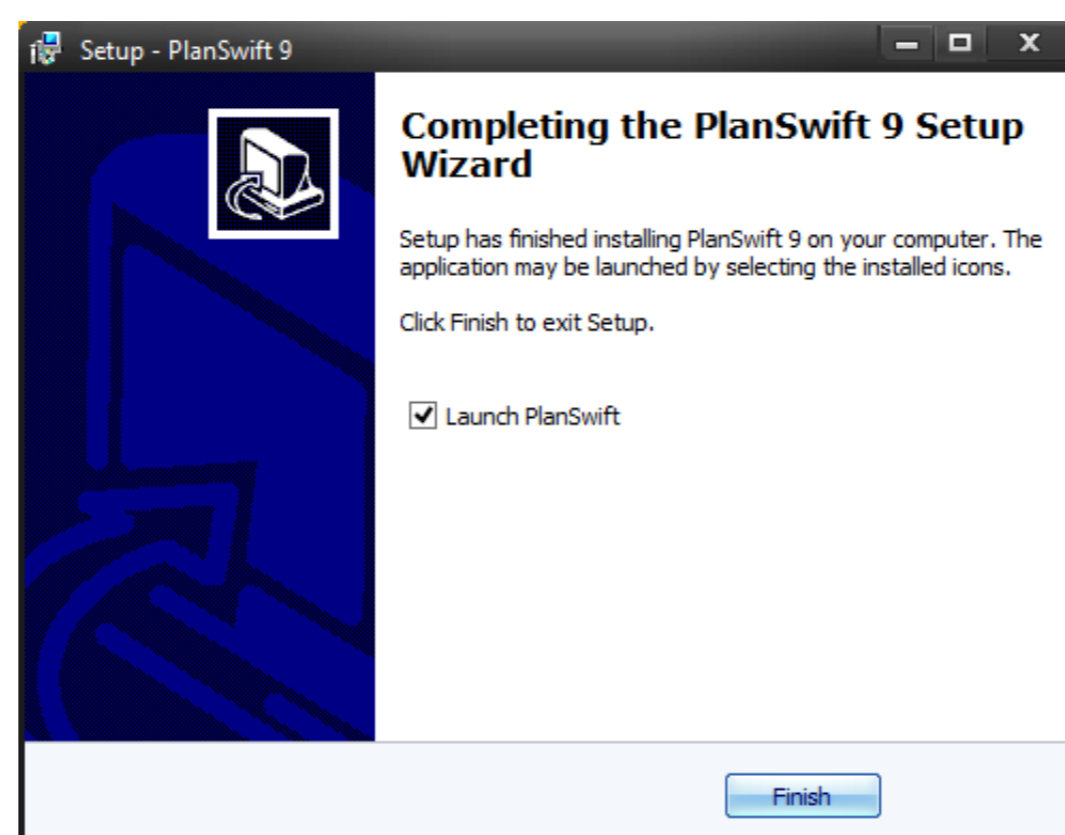 Setup - PlanSwift 9
Completing the PlanSwift 9 Setup
Wizard
Setup has finished installing PlanSwift 9 on your computer. The
application may be launched by selecting the installed icons.
Click Finish to exit Setup.
Launch PlanSwift
Finish